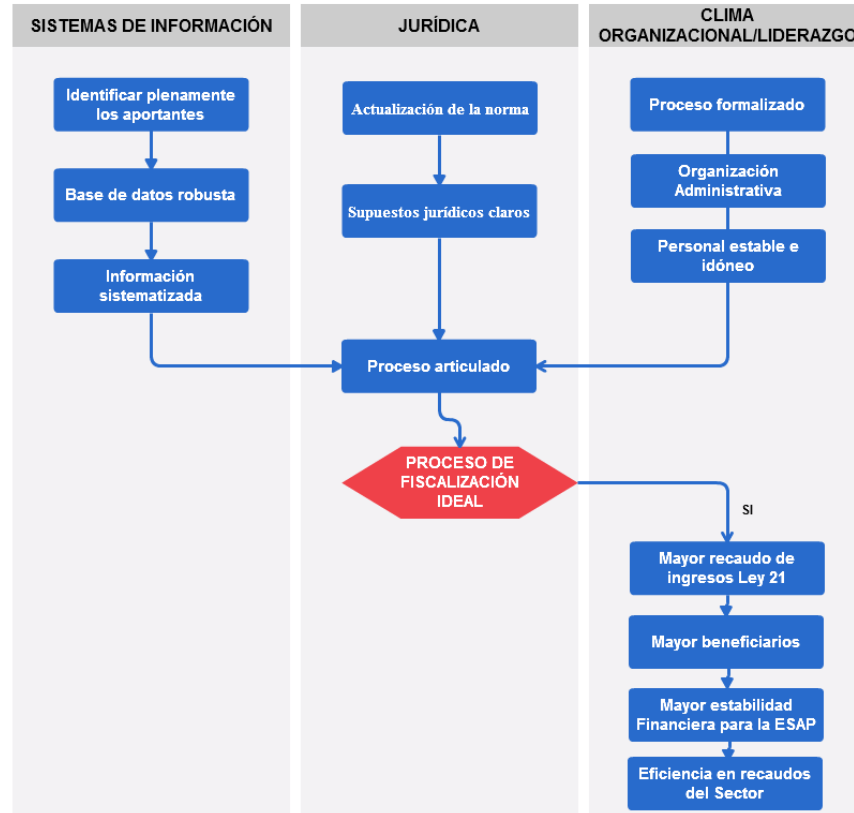 SISTEMAS DE INFORMACIÓN
Identificar plenamente
los aportantes
Base de datos robusta
Información
sistematizada
JURÍDICA
Actualización de la norma
Supuestos jurídicos claros
Proceso articulado
PROCESO DE
FISCALIZACIÓN
IDEAL
CLIMA
ORGANIZACIONAL/LIDERAZGO
Proceso formalizado
Organización
Administrativa
Personal estable e
idóneo
SI
Mayor recaudo de
ingresos Ley 21
Mayor beneficiarios
Mayor estabilidad
Financiera para la ESAP
Eficiencia en recaudos
del Sector